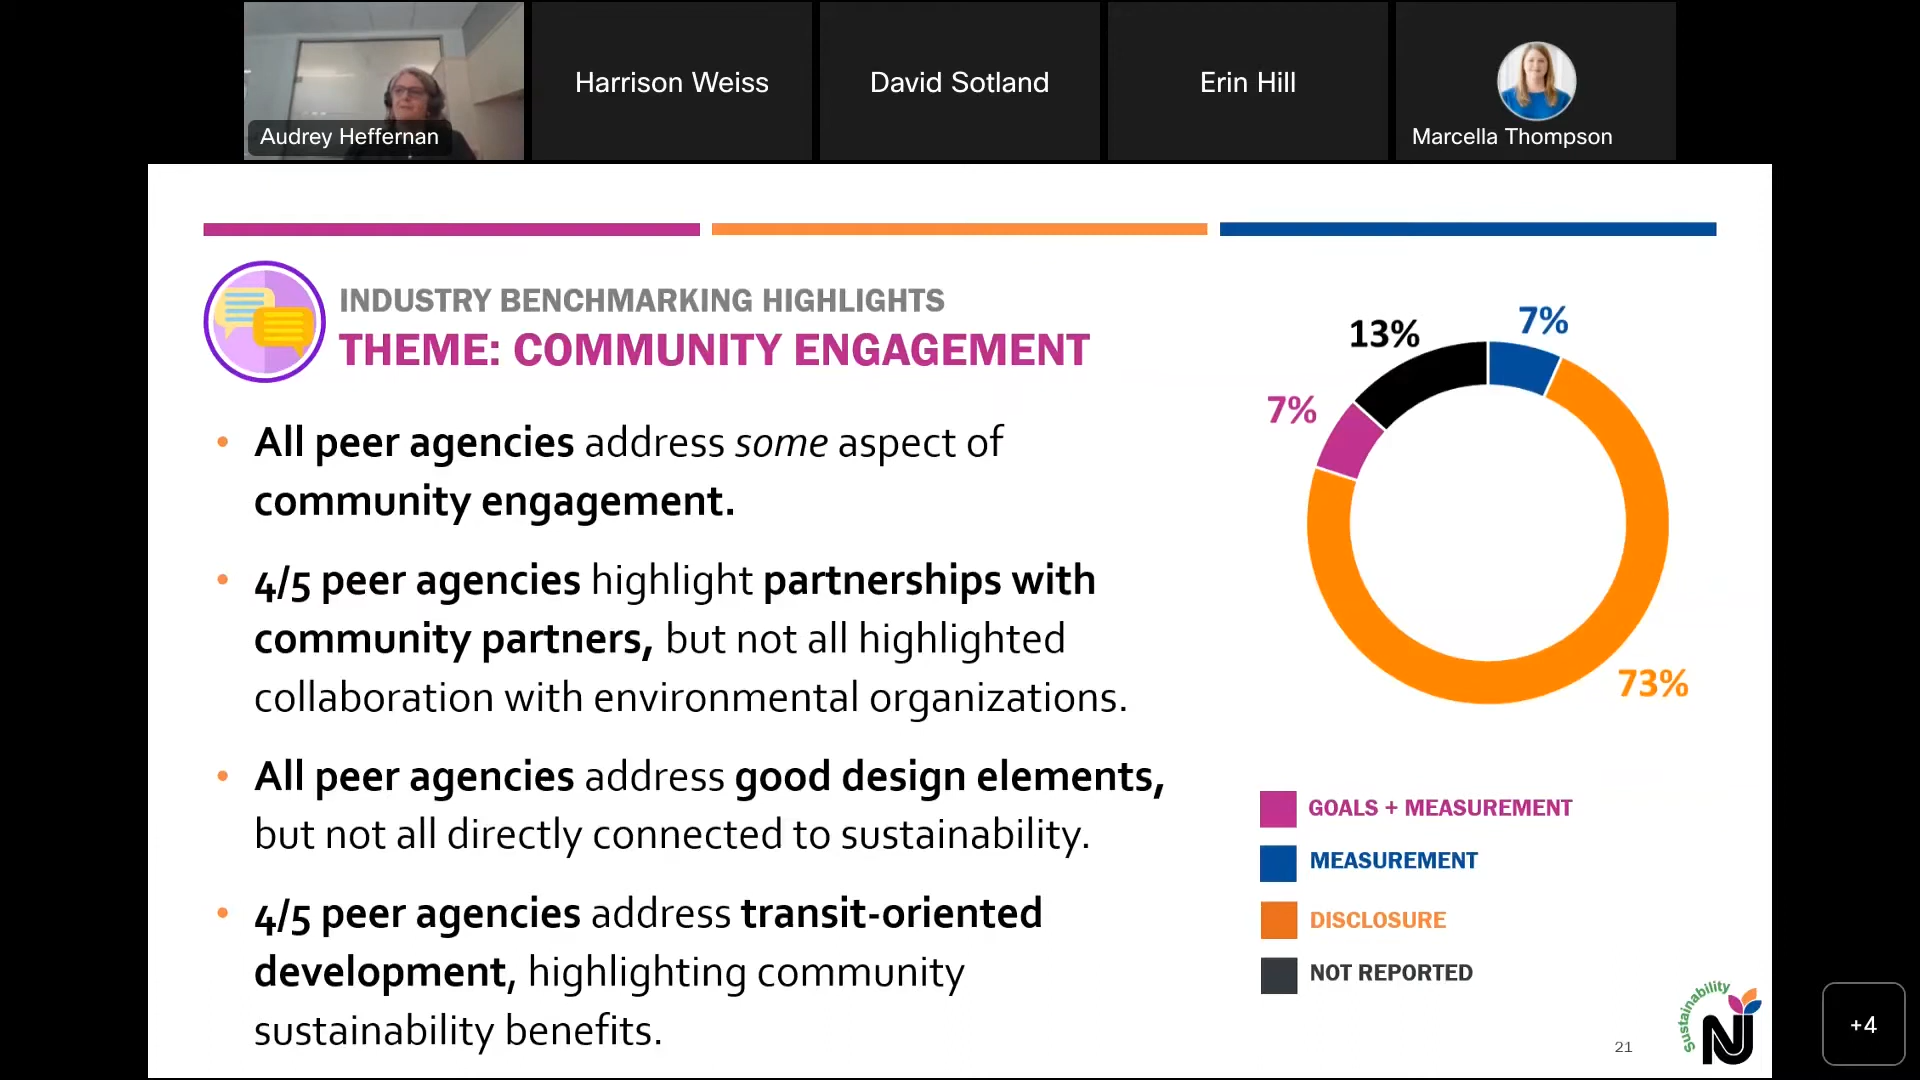 Audrey Heffernan
Harrison Weiss
David Sotland
Erin Hill
Marcella Thompson
INDUSTRY BENCHMARKING HIGHLIGHTS
THEME: COMMUNITY ENGAGEMENT
• All peer agencies address some aspect of
community engagement.
• 4/5 peer agencies highlight partnerships with
community partners, but not all highlighted
collaboration with environmental organizations.
• All peer agencies address good design elements,
but not all directly connected to sustainability.
• 4/5 peer agencies address transit-oriented
development, highlighting community
sustainability benefits.
13%
7%
7%
73%
GOALS + MEASUREMENT
MEASUREMENT
DISCLOSURE
NOT REPORTED
21
Sustainability
NJ
+4